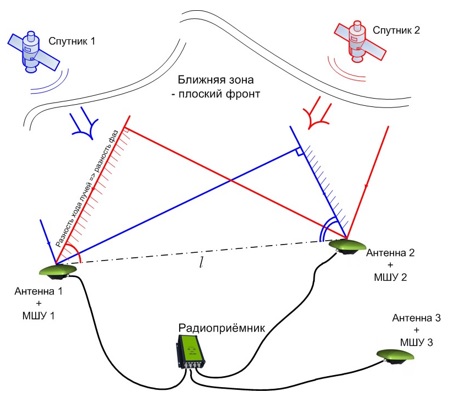 Спутник 1
Спутник 2
Ближняя зона
- плоский фронт
Разность хода лучей => разность фаз
l
Антенна 1
+
МШУ 1
Антенна 2
+
МШУ 2
Радиоприёмник
Антенна 3
+
МШУ 3